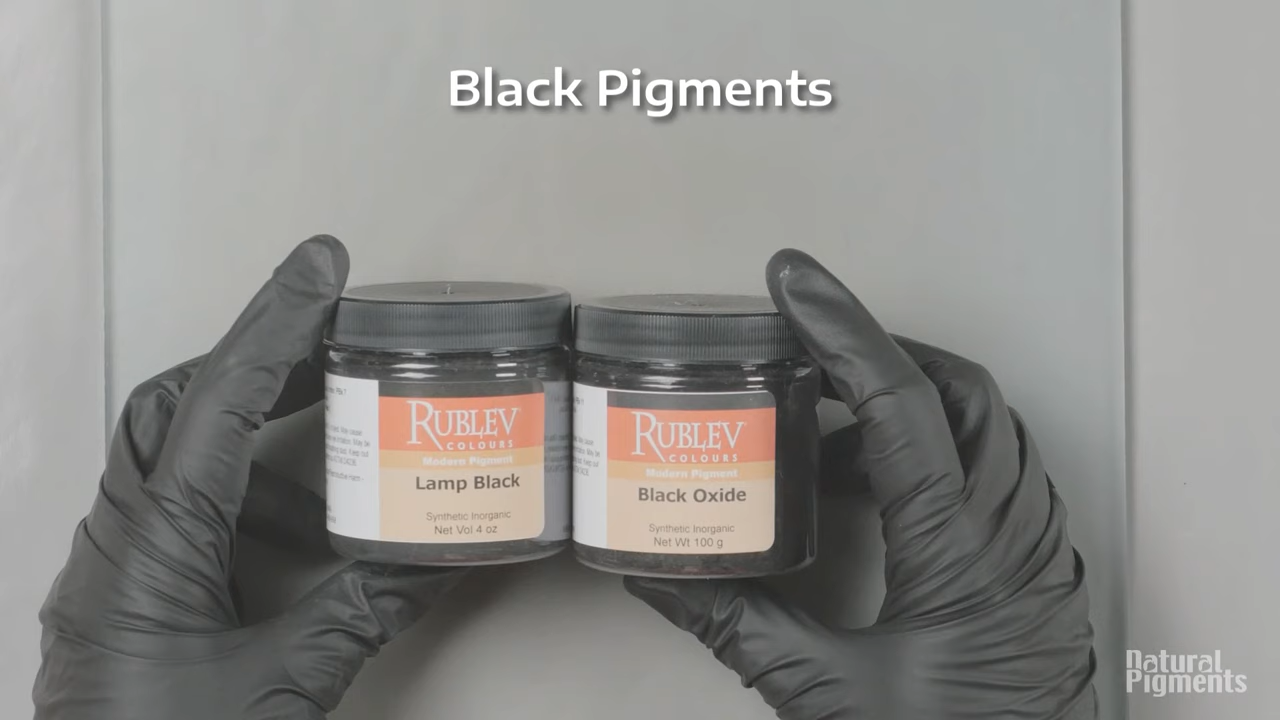 Black Pigments
RUBLEV
COLOURS
Modern Pigment
Lamp Black
Synthetic Inorganic
Net Vol 4 oz
RUBLEV
COLOURS
Modern Pigment
Black Oxide
Synthetic Inorganic
Net Wt 100 g
Natural
Pigments